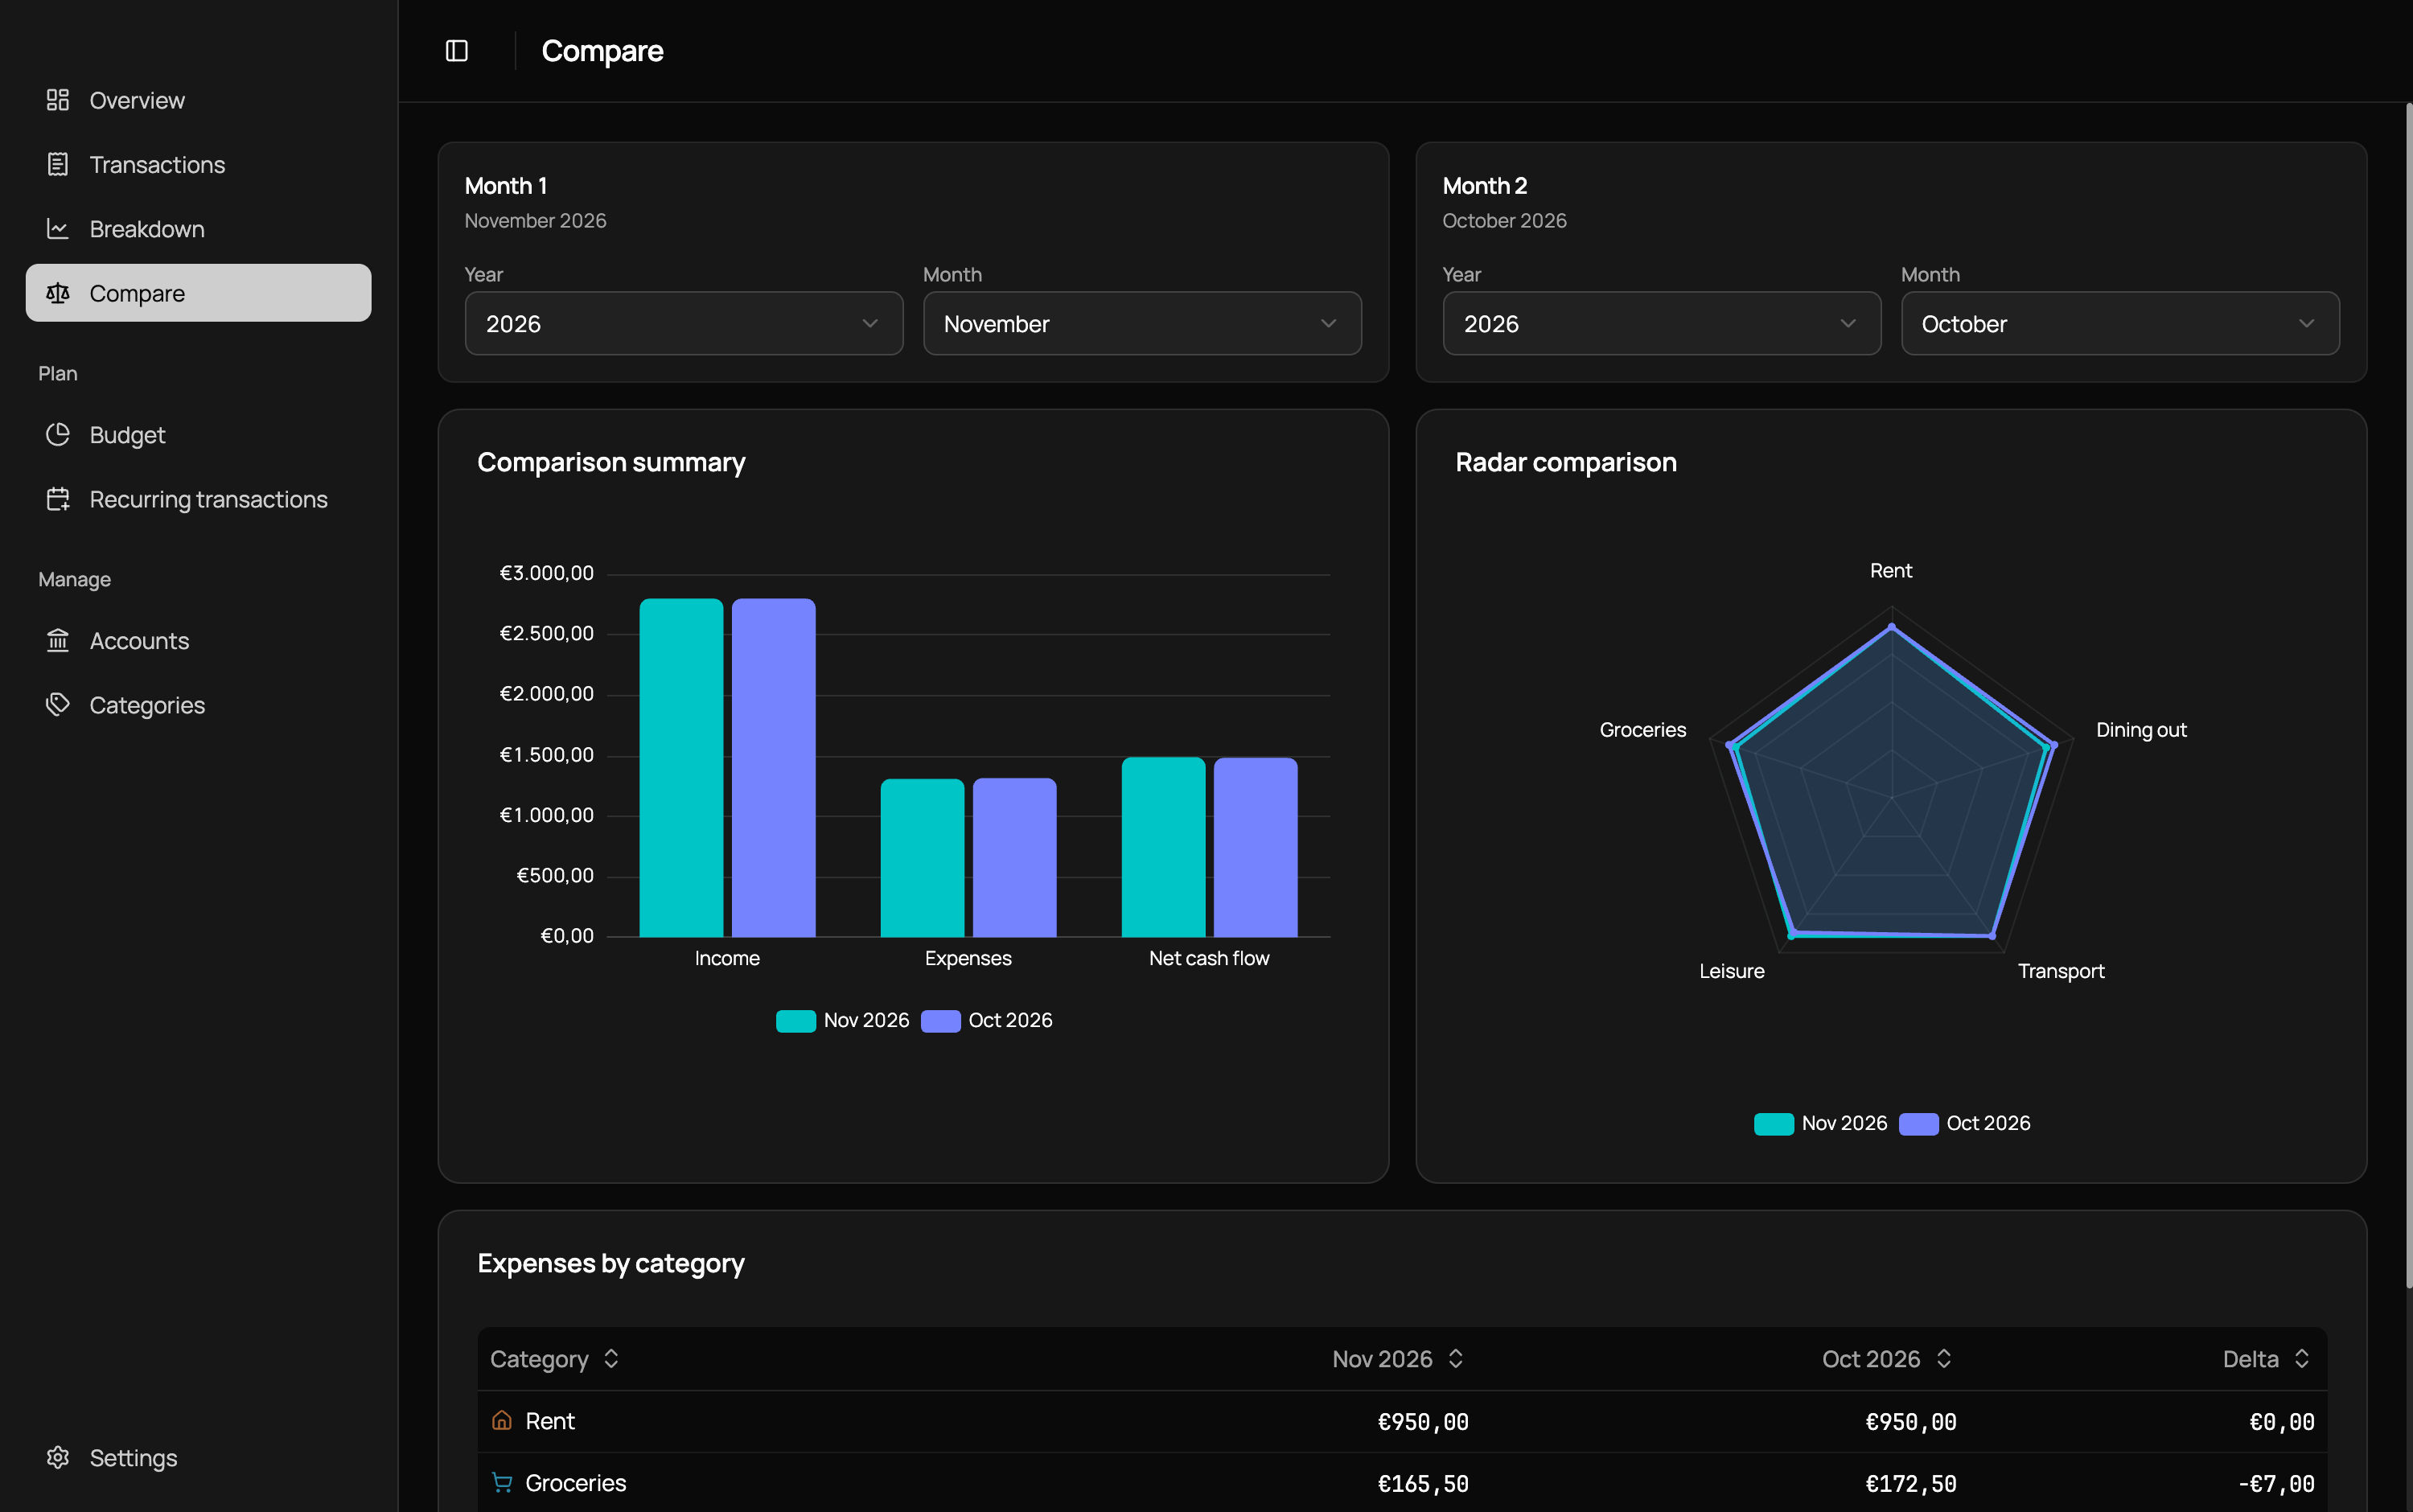 Overview
Transactions
Breakdown
Compare
Plan
Budget
Recurring transactions
Manage
Accounts
Categories
Settings
Compare
Month 1
November 2026
Year
Month
2026
November
Month 2
October 2026
Year
Month
2026
October
Comparison summary
€3.000,00
€2.500,00
€2.000,00
€1.500,00
€1.000,00
€500,00
€0,00
Income
Expenses
Net cash flow
Nov 2026
Oct 2026
Radar comparison
Rent
Groceries
Dining out
Leisure
Transport
Nov 2026
Oct 2026
Expenses by category
Category Nov 2026 Oct 2026 Delta
Rent €950,00 €950,00 €0,00
Groceries €165,50 €172,50 -€7,00